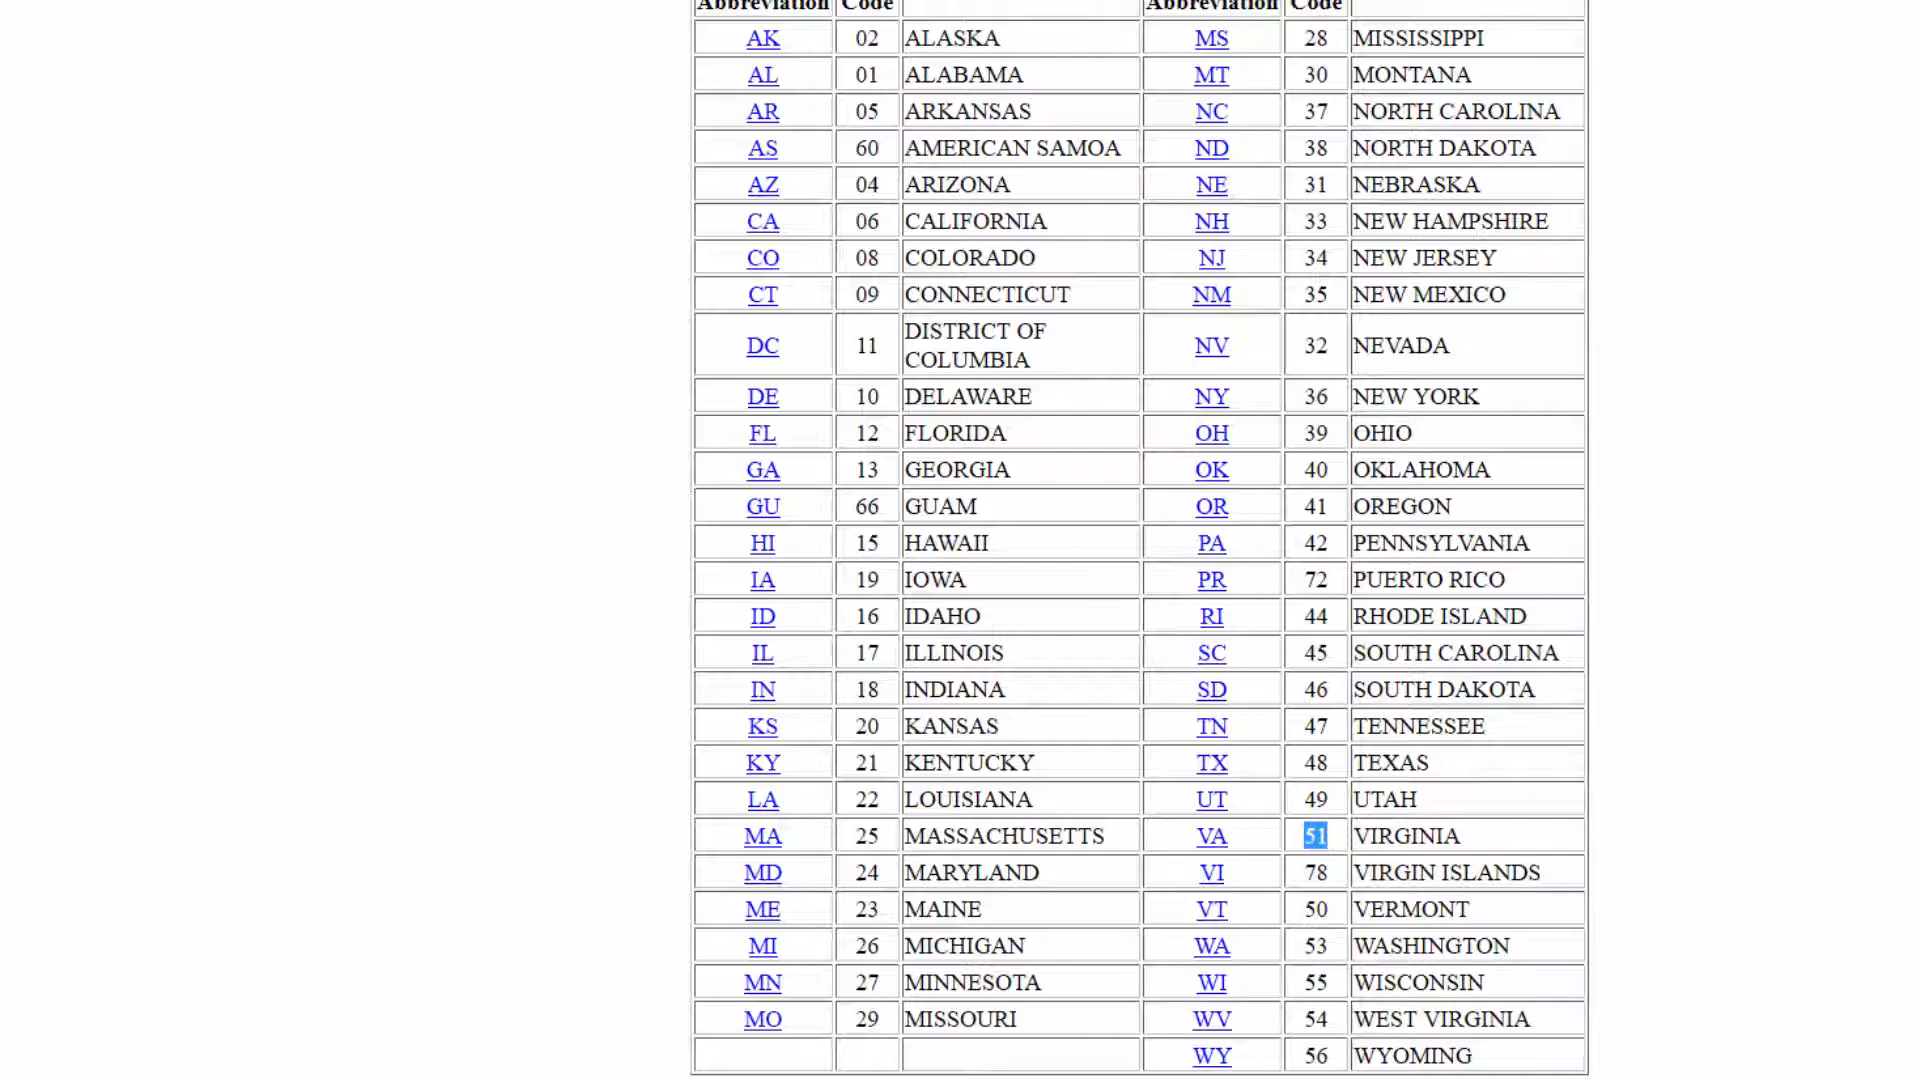 Abbreviation Code Abbreviation Code
AK 02 ALASKA MS 28 MISSISSIPPI
AL 01 ALABAMA MT 30 MONTANA
AR 05 ARKANSAS NC 37 NORTH CAROLINA
AS 60 AMERICAN SAMOA ND 38 NORTH DAKOTA
AZ 04 ARIZONA NE 31 NEBRASKA
CA 06 CALIFORNIA NH 33 NEW HAMPSHIRE
CO 08 COLORADO NJ 34 NEW JERSEY
CT 09 CONNECTICUT NM 35 NEW MEXICO
DC 11 DISTRICT OF
COLUMBIA NV 32 NEVADA
DE 10 DELAWARE NY 36 NEW YORK
FL 12 FLORIDA OH 39 OHIO
GA 13 GEORGIA OK 40 OKLAHOMA
GU 66 GUAM OR 41 OREGON
HI 15 HAWAII PA 42 PENNSYLVANIA
IA 19 IOWA PR 72 PUERTO RICO
ID 16 IDAHO RI 44 RHODE ISLAND
IL 17 ILLINOIS SC 45 SOUTH CAROLINA
IN 18 INDIANA SD 46 SOUTH DAKOTA
KS 20 KANSAS TN 47 TENNESSEE
KY 21 KENTUCKY TX 48 TEXAS
LA 22 LOUISIANA UT 49 UTAH
MA 25 MASSACHUSETTS VA 51 VIRGINIA
MD 24 MARYLAND VI 78 VIRGIN ISLANDS
ME 23 MAINE VT 50 VERMONT
MI 26 MICHIGAN WA 53 WASHINGTON
MN 27 MINNESOTA WI 55 WISCONSIN
MO 29 MISSOURI WV 54 WEST VIRGINIA
WY 56 WYOMING